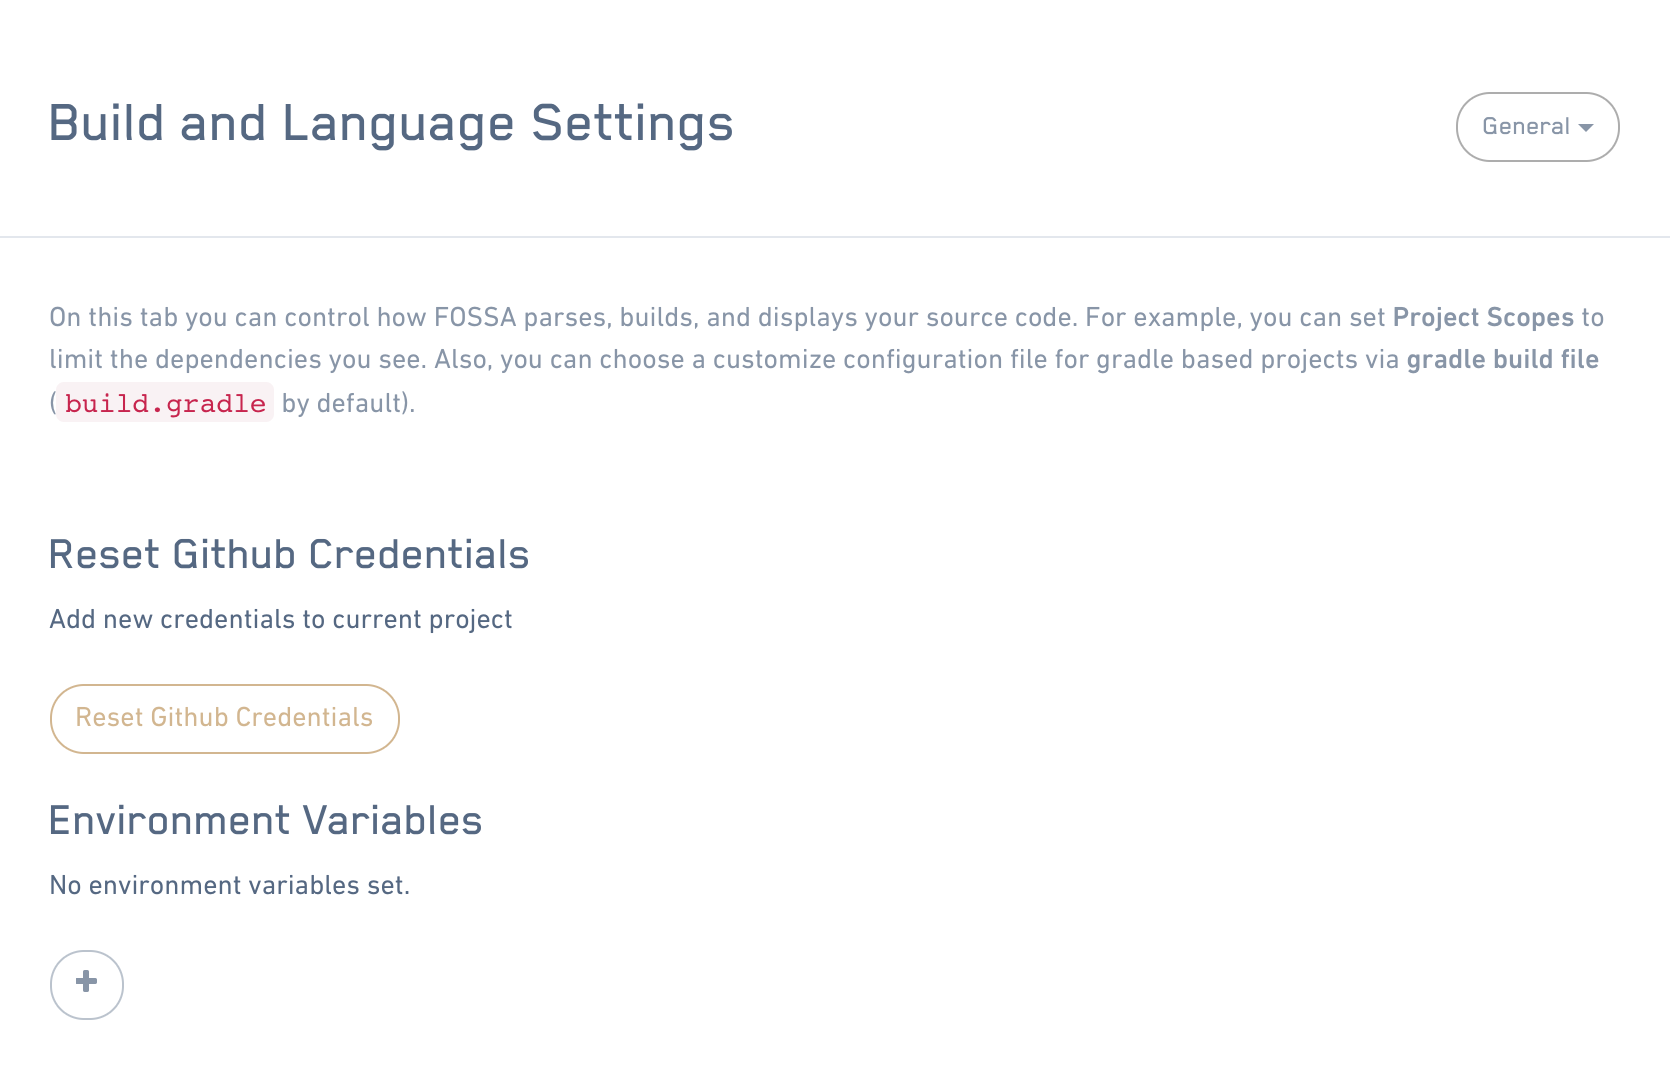 Build and Language Settings
General
On this tab you can control how FOSSA parses, builds, and displays your source code. For example, you can set Project Scopes to
limit the dependencies you see. Also, you can choose a customize configuration file for gradle based projects via gradle build file
( build.gradle by default).
Reset Github Credentials
Add new credentials to current project
Reset Github Credentials
Environment Variables
No environment variables set.
+